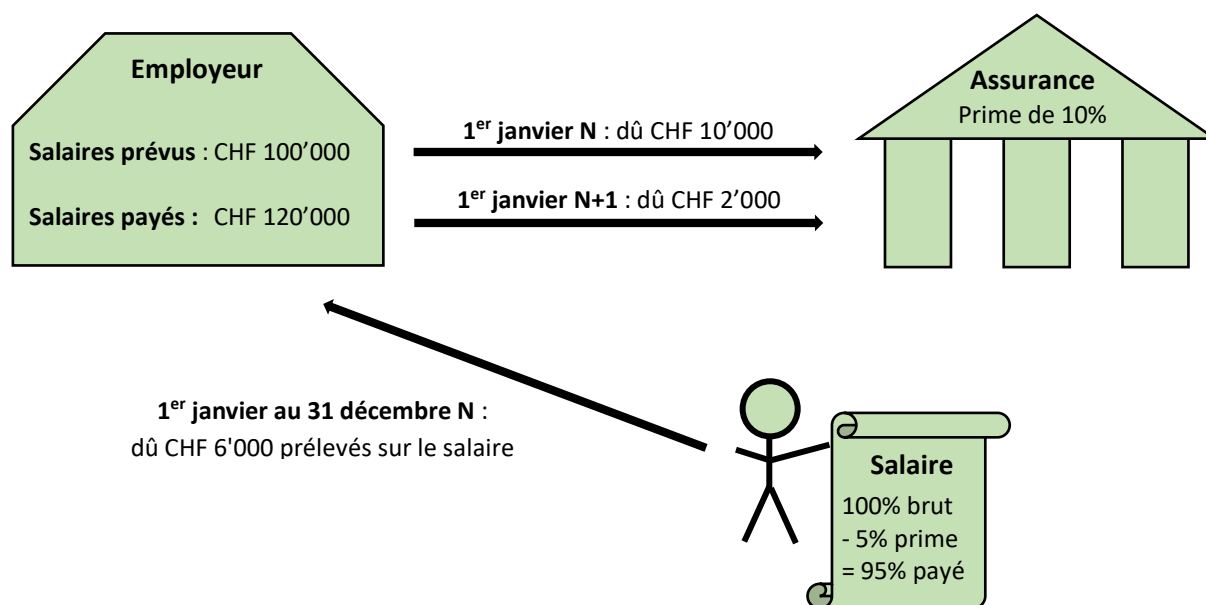 Employeur
Salaires prévus : CHF 100’000
Salaires payés : CHF 120’000
1er janvier N : dû CHF 10’000
1er janvier N+1 : dû CHF 2’000
Assurance
Prime de 10%
1er janvier au 31 décembre N :
dû CHF 6'000 prélevés sur le salaire
Salaire
100% brut
- 5% prime
= 95% payé